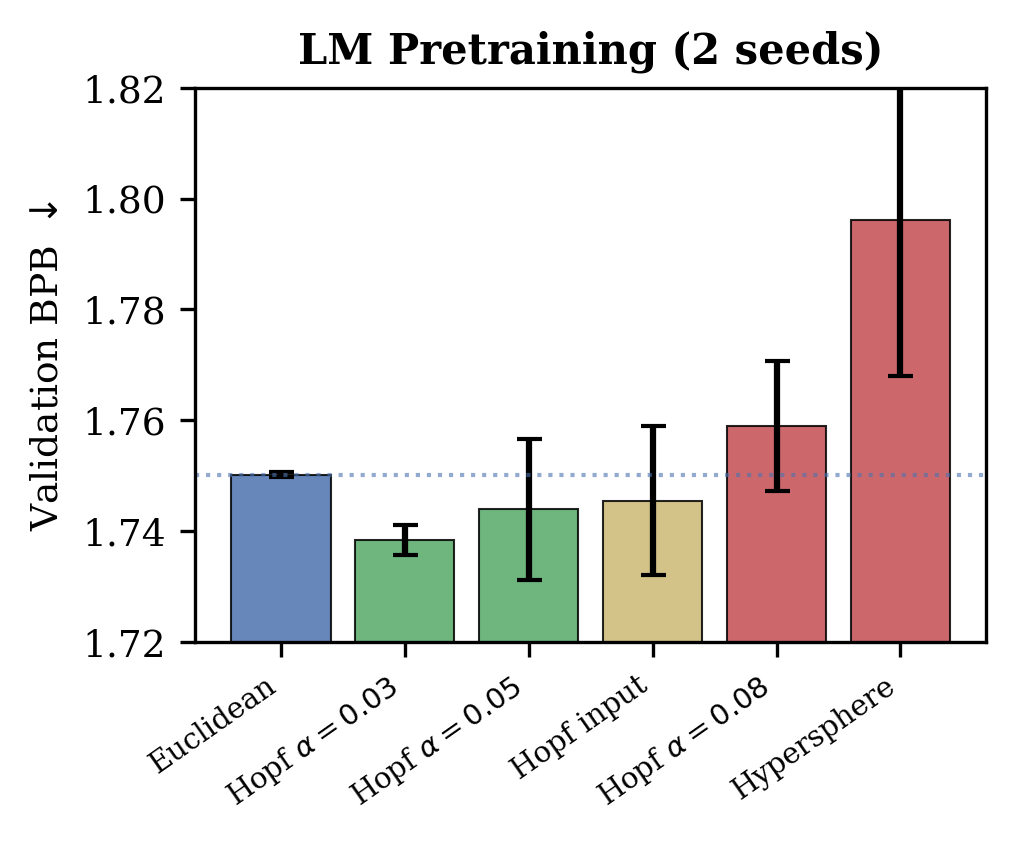 LM Pretraining (2 seeds)
Validation BPB ↓
1.82
1.80
1.78
1.76
1.74
1.72
Euclidean
Hopf α = 0.03
Hopf α = 0.05
Hopf input
Hopf α = 0.08
Hypersphere